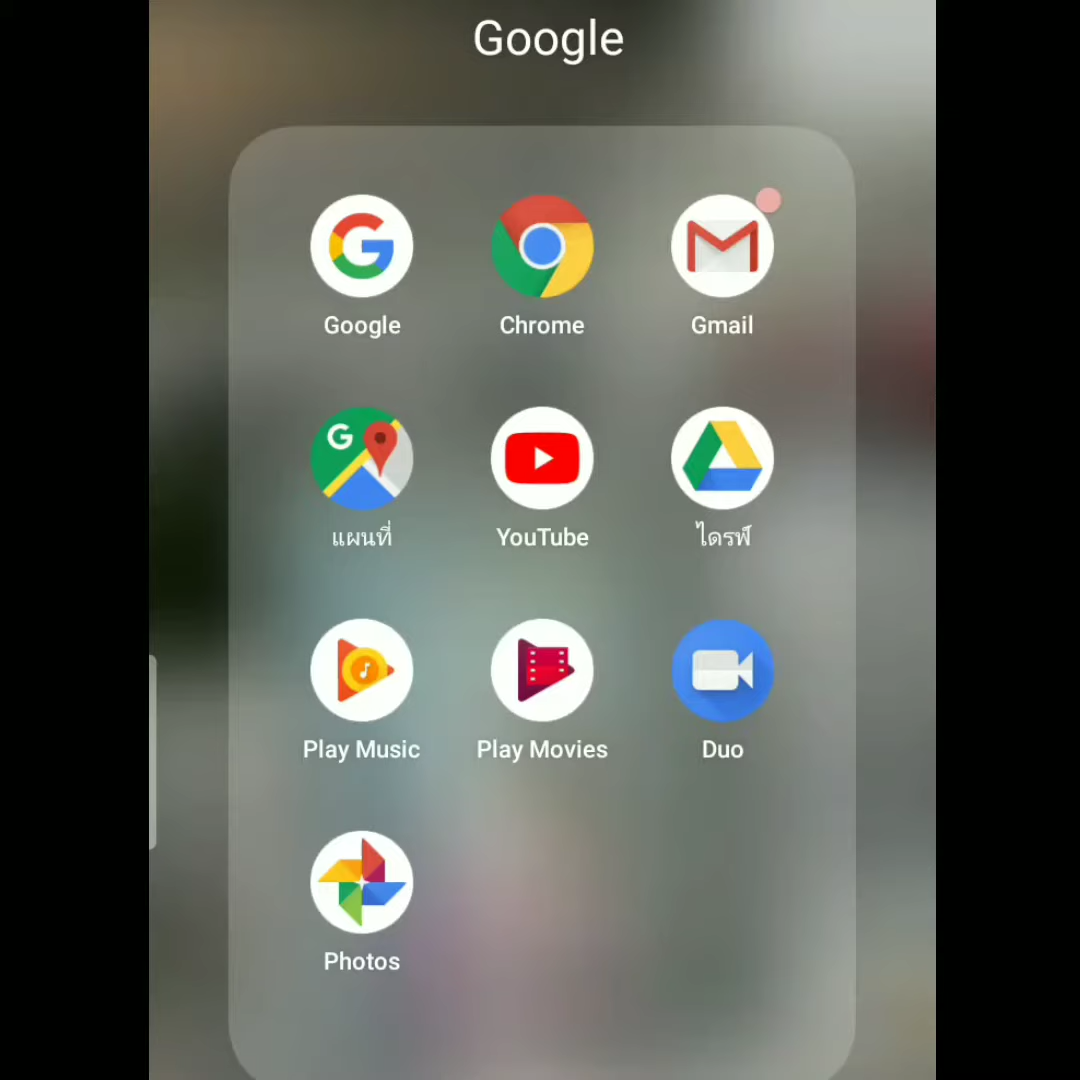 Google
Google Chrome Gmail
แผนที่ YouTube ไดรฟ์
Play Music Play Movies Duo
Photos